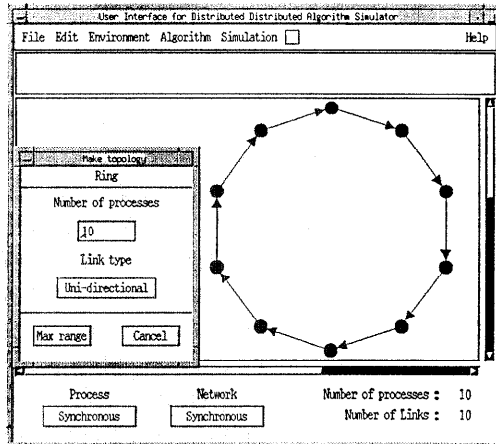 User Interface for Distributed Distributed Algorithm Simulator
File Edit Environment Algorithm Simulation Help
Make topology
Ring
Number of processes
10
Link type
Uni-directional
Max range Cancel
Process Network Number of processes : 10
Synchronous Synchronous Number of Links : 10